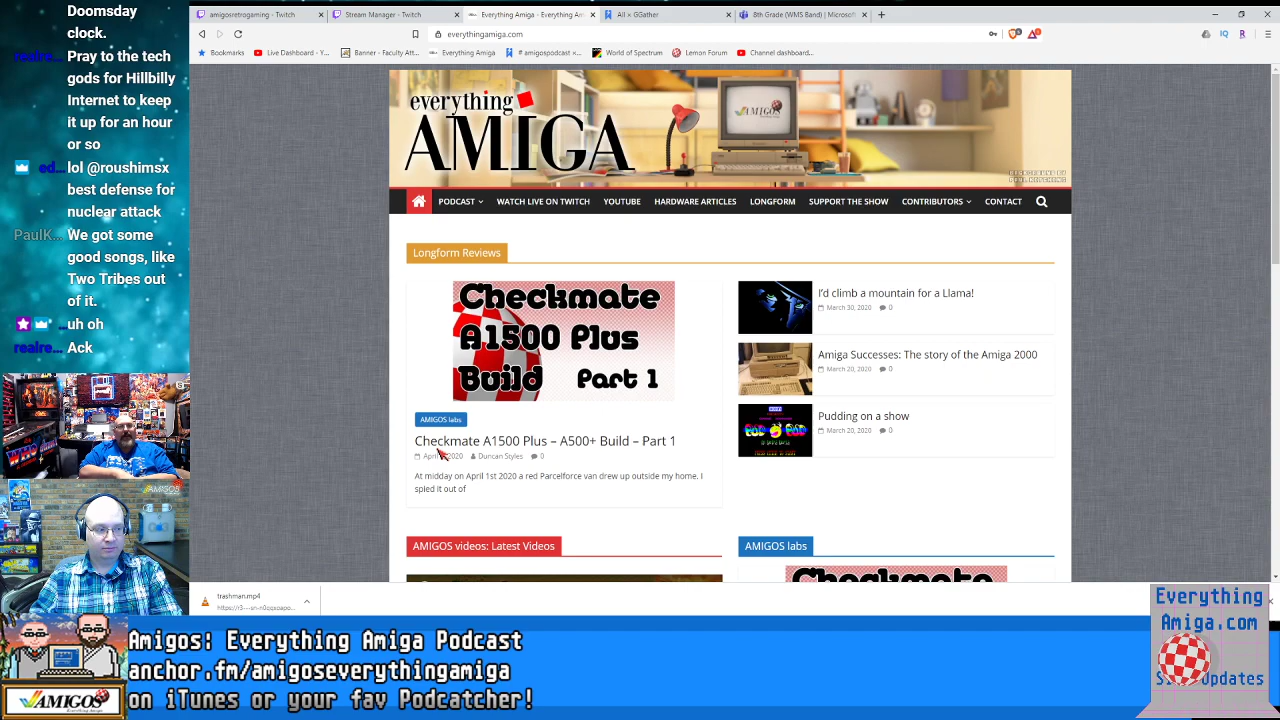 Doomsday
clock.
realre... Pray to the tech
gods for Hillbilly
Internet to keep
it up for an hour
or so
ed... lol @roushimsx
best defense for
nuclear attack
PaulK... We got some
good songs, like
Two Tribes out
of it.
uh oh
realre... Ack
amigosretrogaming - Twitch
Stream Manager - Twitch
Everything Amiga - Everything Am
All × GGather
8th Grade (WMS Band) | Microsoft
everythingamiga.com
Bookmarks
Live Dashboard - Y...
Banner - Faculty Att...
Everything Amiga
# amigospodcast ×...
World of Spectrum
Lemon Forum
Channel dashboard...
everything
AMIGA
AMIGOS
PODCAST
WATCH LIVE ON TWITCH
YOUTUBE
HARDWARE ARTICLES
LONGFORM
SUPPORT THE SHOW
CONTRIBUTORS
CONTACT
Longform Reviews
Checkmate
A1500 Plus
Build Part 1
AMIGOS labs
Checkmate A1500 Plus – A500+ Build – Part 1
April 2020 Duncan Styles 0
At midday on April 1st 2020 a red Parcelforce van drew up outside my home. I
spied it out of
I'd climb a mountain for a Llama!
March 30, 2020 0
Amiga Successes: The story of the Amiga 2000
March 20, 2020 0
Pudding on a show
March 20, 2020 0
AMIGOS videos: Latest Videos
AMIGOS labs
Checkmate
trashman.mp4
Amigos: Everything Amiga Podcast
anchor.fm/amigoseverythingamiga
on iTunes or your fav Podcatcher!
AMIGOS
Everything
Amiga.com
Updates